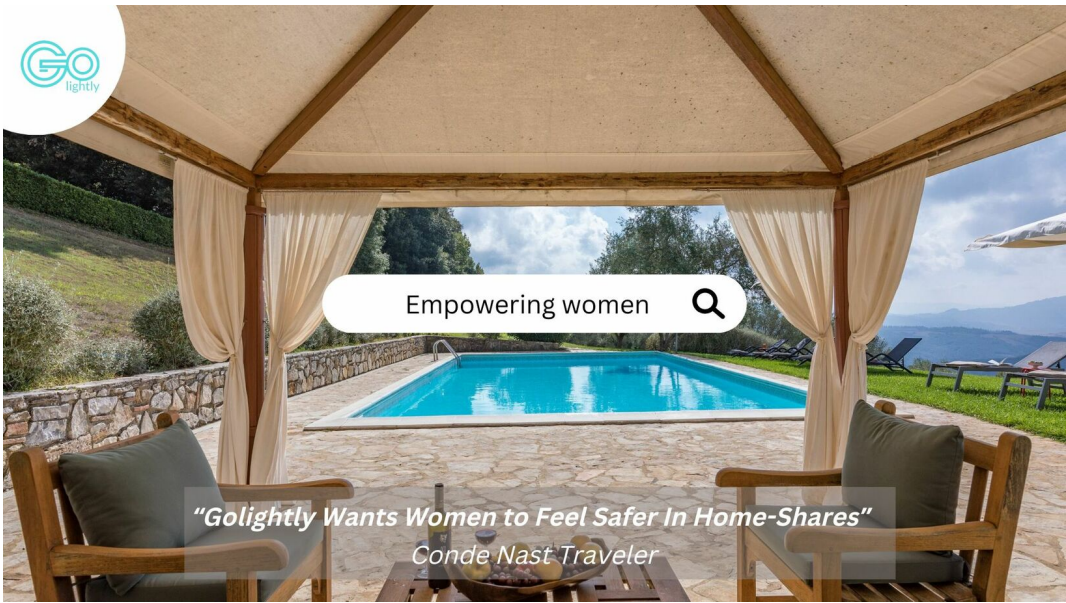 Go
lightly
Empowering women
“Golightly Wants Women to Feel Safer In Home-Shares”
Conde Nast Traveler